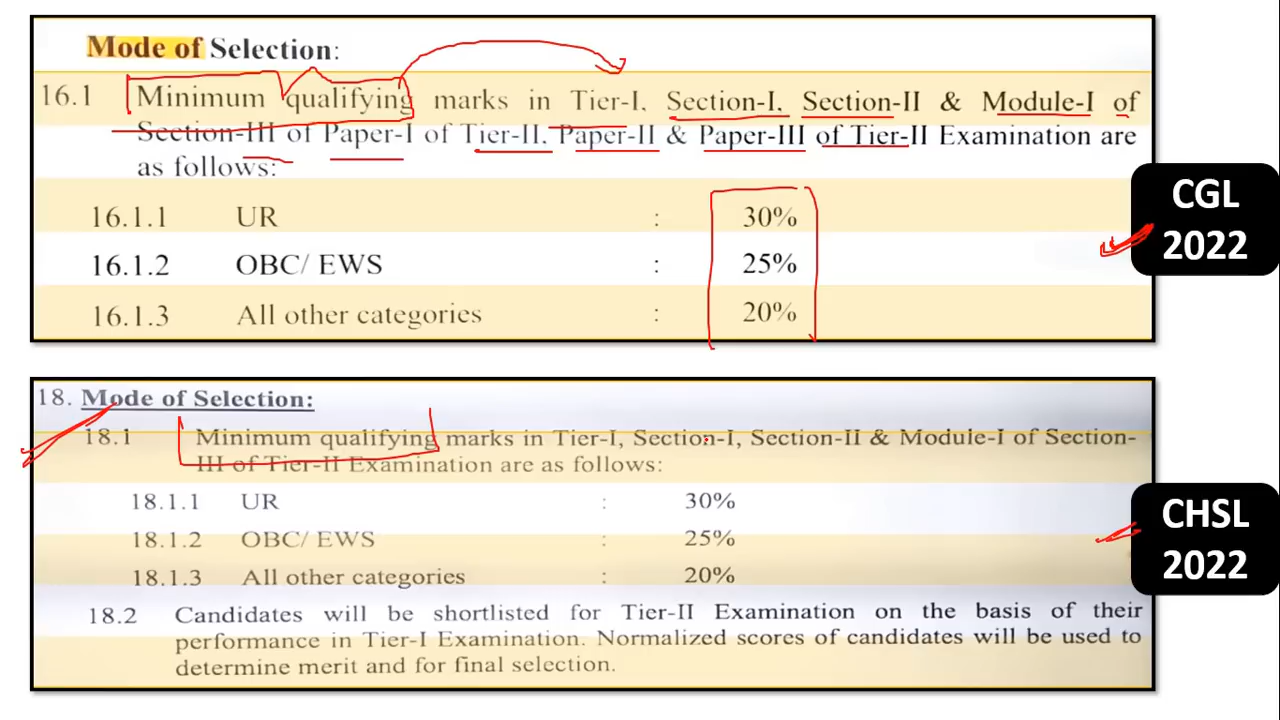 Mode of Selection:
16.1 Minimum qualifying marks in Tier-I, Section-I, Section-II & Module-I of
Section-III of Paper-I of Tier-II, Paper-II & Paper-III of Tier-II Examination are
as follows:
16.1.1 UR : 30%
16.1.2 OBC/ EWS : 25%
16.1.3 All other categories : 20%
CGL
2022
18. Mode of Selection:
18.1 Minimum qualifying marks in Tier-I, Section-I, Section-II & Module-I of Section-
III of Tier-II Examination are as follows:
18.1.1 UR : 30%
18.1.2 OBC/ EWS : 25%
18.1.3 All other categories : 20%
18.2 Candidates will be shortlisted for Tier-II Examination on the basis of their
performance in Tier-I Examination. Normalized scores of candidates will be used to
determine merit and for final selection.
CHSL
2022